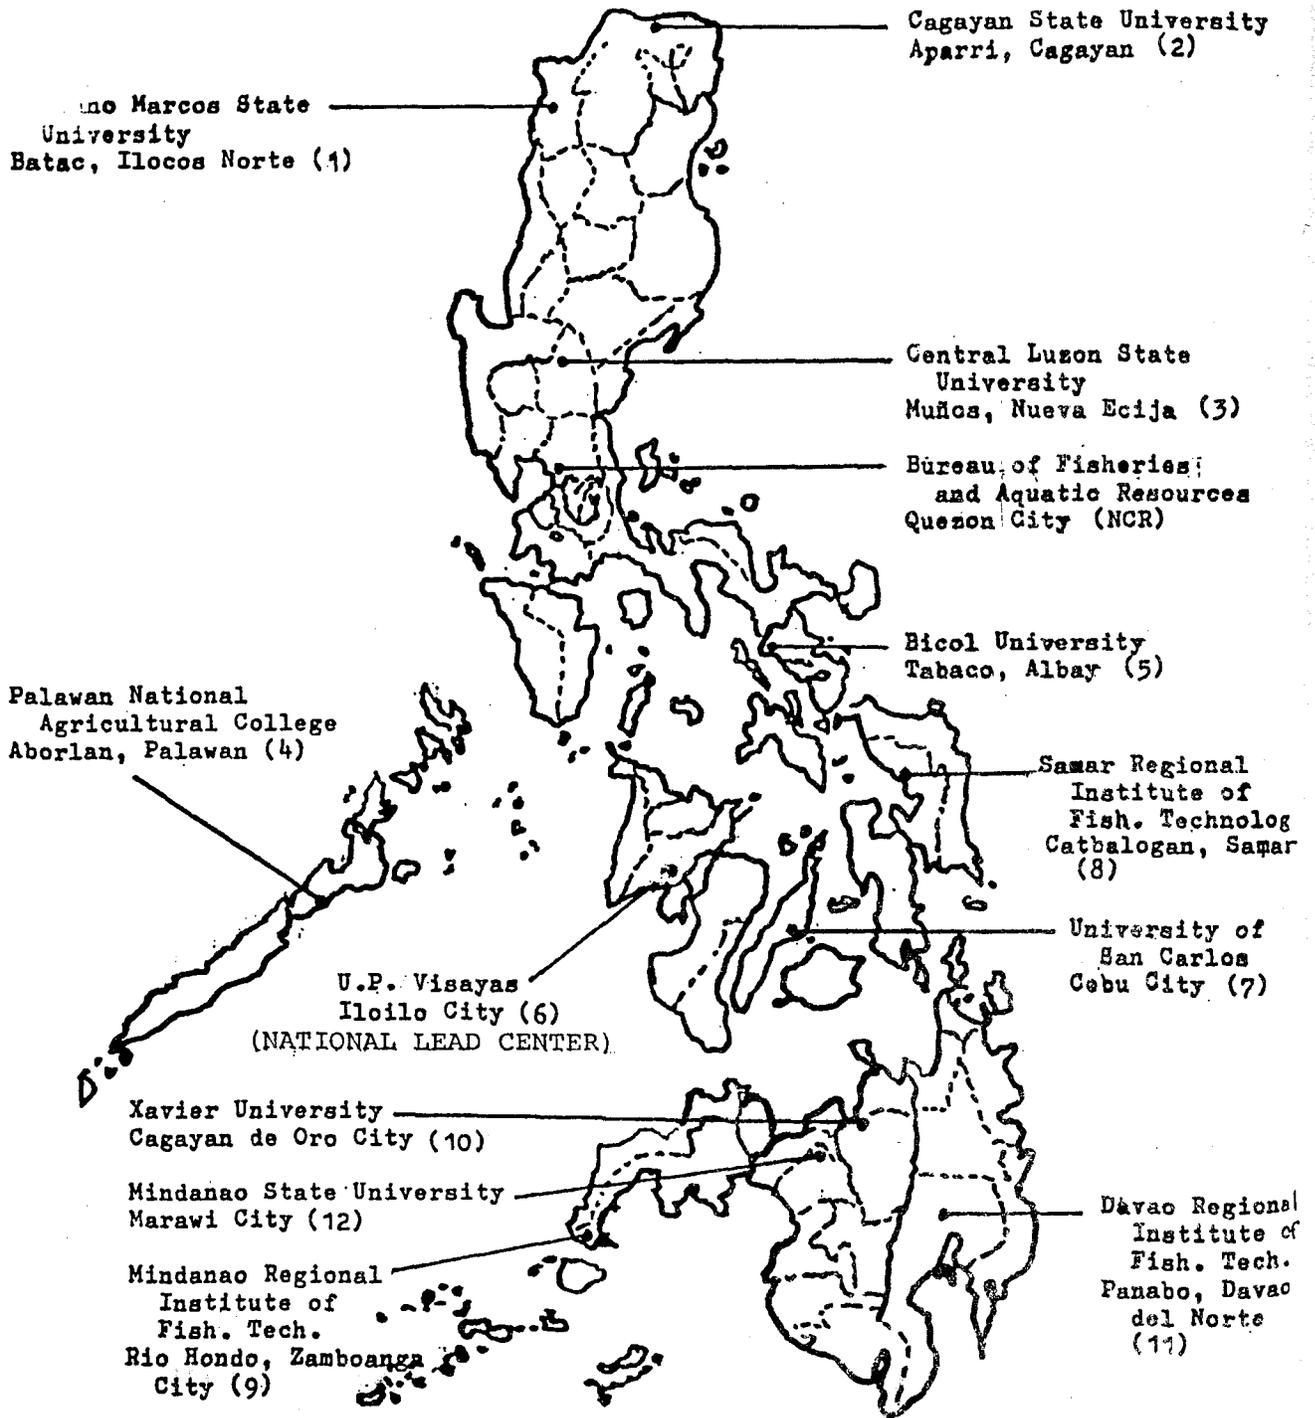 Cagayan State University
Aparri, Cagayan (2)
no Marcos State
University
Batac, Ilocos Norte (1)
Central Luzon State
University
Muños, Nueva Ecija (3)
Bureau of Fisheries
and Aquatic Resources
Quezon City (NCR)
Bicol University
Tabaco, Albay (5)
Palawan National
Agricultural College
Aborlan, Palawan (4)
Samar Regional
Institute of
Fish. Technolog
Catbalogan, Samar
(8)
University of
San Carlos
Cebu City (7)
U.P. Visayas
Iloilo City (6)
(NATIONAL LEAD CENTER)
Xavier University
Cagayan de Oro City (10)
Mindanao State University
Marawi City (12)
Davao Regional
Institute of
Fish. Tech.
Panabo, Davao
del Norte
(11)
Mindanao Regional
Institute of
Fish. Tech.
Rio Hondo, Zamboanga
City (9)